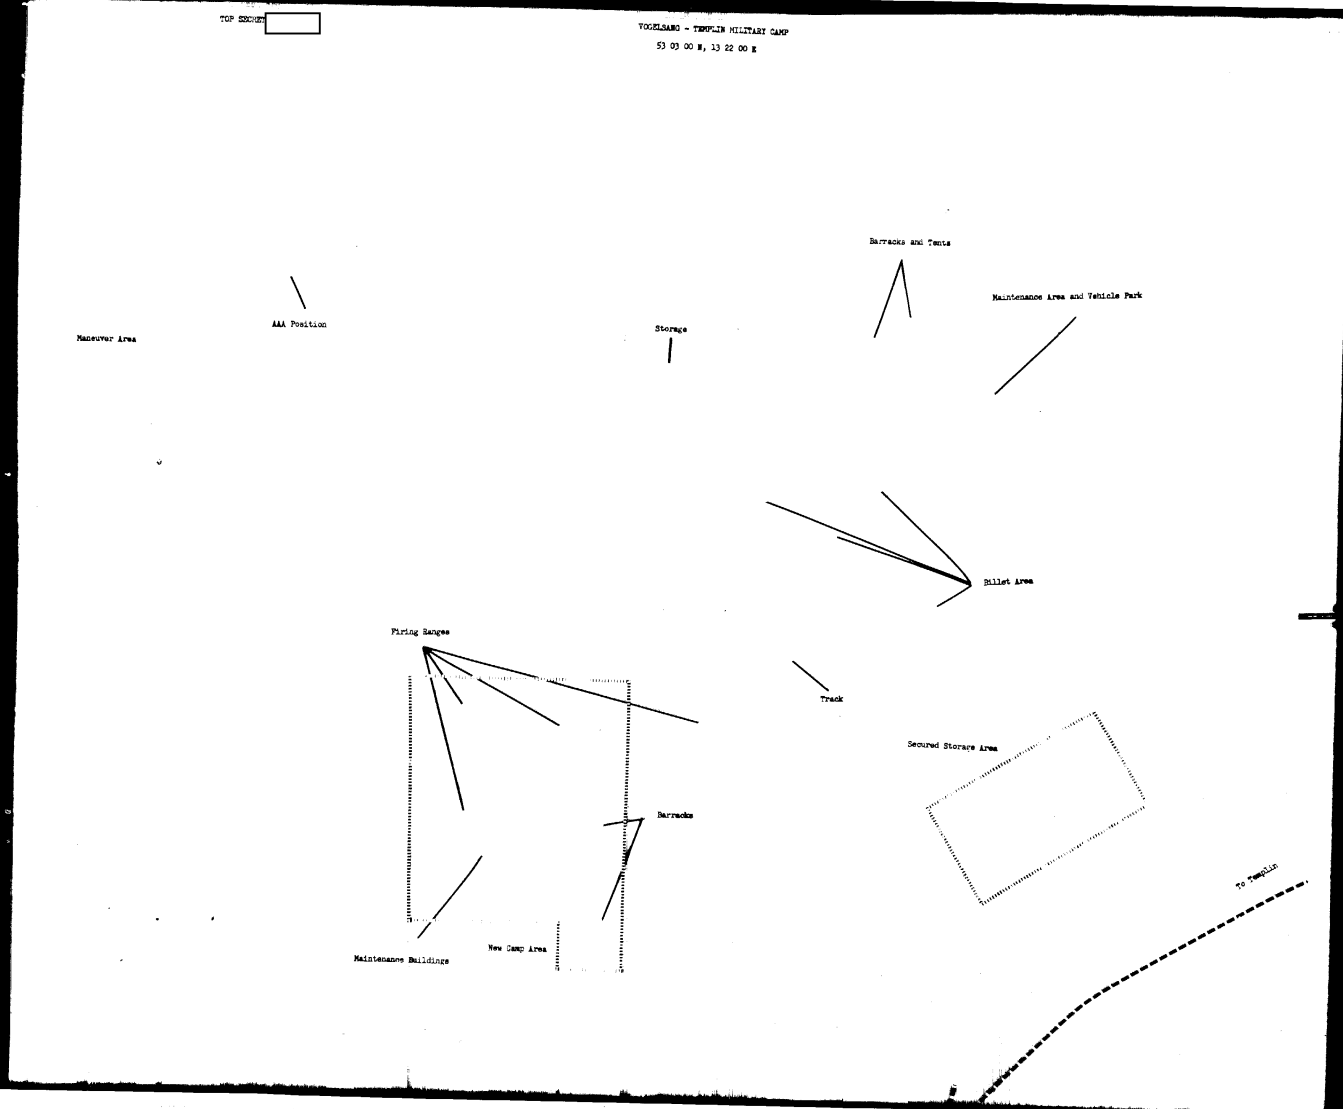 TOP SECRET
VOGELSANG - TEMPLIN MILITARY CAMP
53 03 00 N, 13 22 00 E
Barracks and Tents
Maintenance Area and Vehicle Park
AAA Position
Storage
Maneuver Area
Billet Area
Firing Ranges
Track
Secured Storage Area
Barracks
To Templin
New Camp Area
Maintenance Buildings